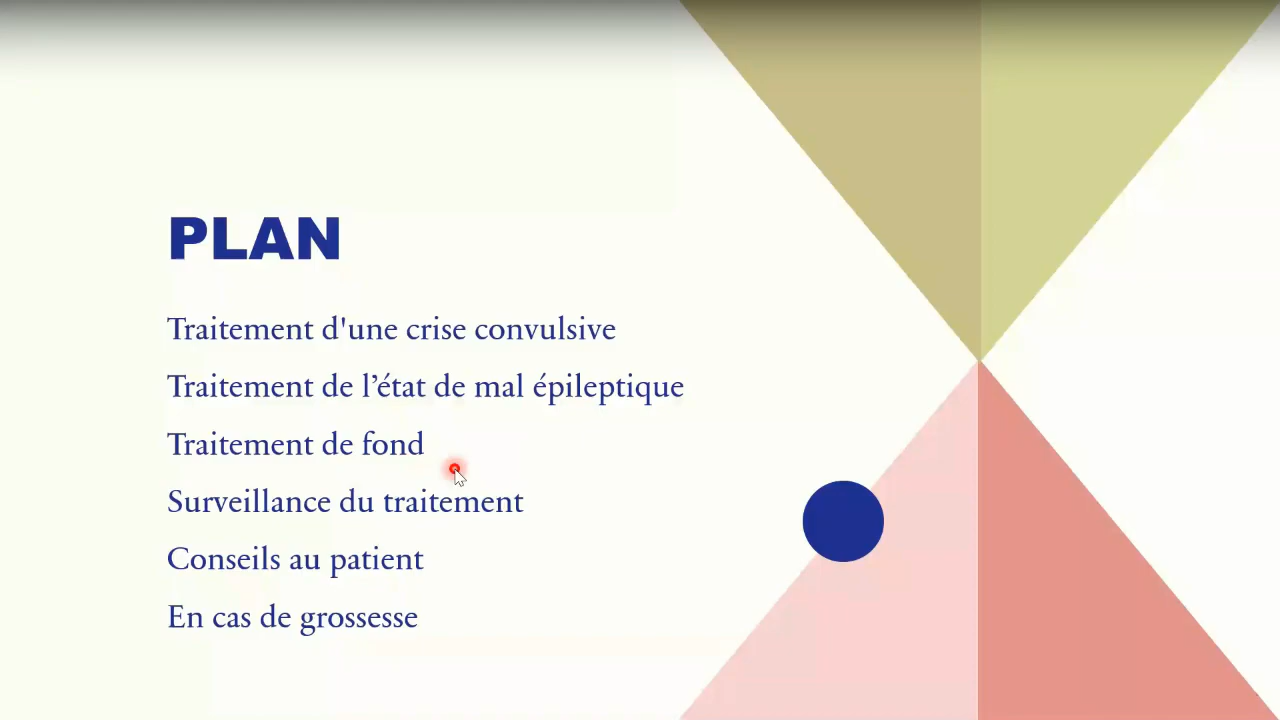 PLAN
Traitement d'une crise convulsive
Traitement de l’état de mal épileptique
Traitement de fond
Surveillance du traitement
Conseils au patient
En cas de grossesse